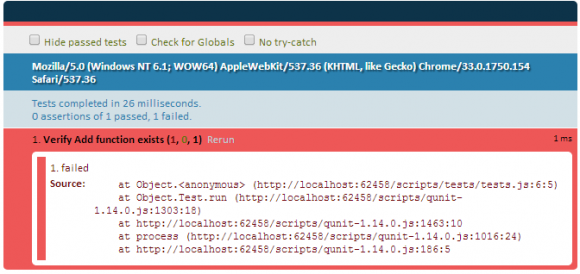 Hide passed tests Check for Globals No try-catch
Mozilla/5.0 (Windows NT 6.1; WOW64) AppleWebKit/537.36 (KHTML, like Gecko) Chrome/33.0.1750.154
Safari/537.36
Tests completed in 26 milliseconds.
0 assertions of 1 passed, 1 failed.
1. Verify Add function exists (1, 0, 1) Rerun 1 ms
1. failed
Source: at Object.<anonymous> (http://localhost:62458/scripts/tests/tests.js:6:5)
at Object.Test.run (http://localhost:62458/scripts/qunit-
1.14.0.js:1303:18)
at http://localhost:62458/scripts/qunit-1.14.0.js:1463:10
at process (http://localhost:62458/scripts/qunit-1.14.0.js:1016:24)
at http://localhost:62458/scripts/qunit-1.14.0.js:186:5